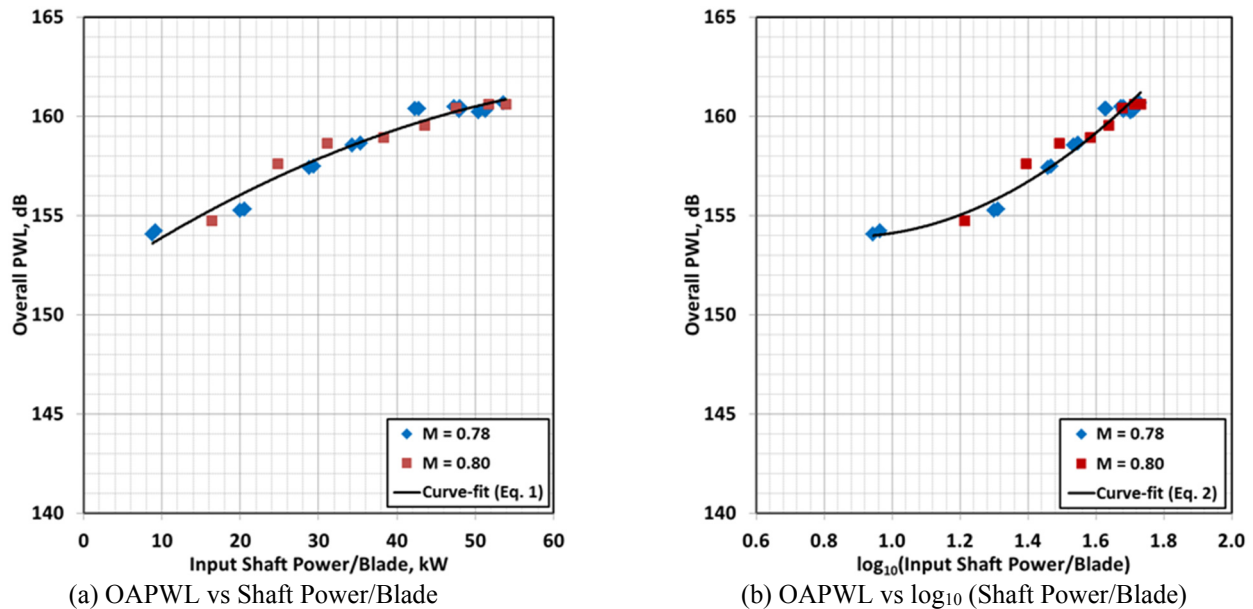 165
160
155
150
145
140
Overall PWL, dB
M = 0.78
M = 0.80
Curve-fit (Eq. 1)
0 10 20 30 40 50 60
Input Shaft Power/Blade, kW
(a) OAPWL vs Shaft Power/Blade
165
160
155
150
145
140
Overall PWL, dB
M = 0.78
M = 0.80
Curve-fit (Eq. 2)
0.6 0.8 1.0 1.2 1.4 1.6 1.8 2.0
log₁₀(Input Shaft Power/Blade)
(b) OAPWL vs log₁₀ (Shaft Power/Blade)